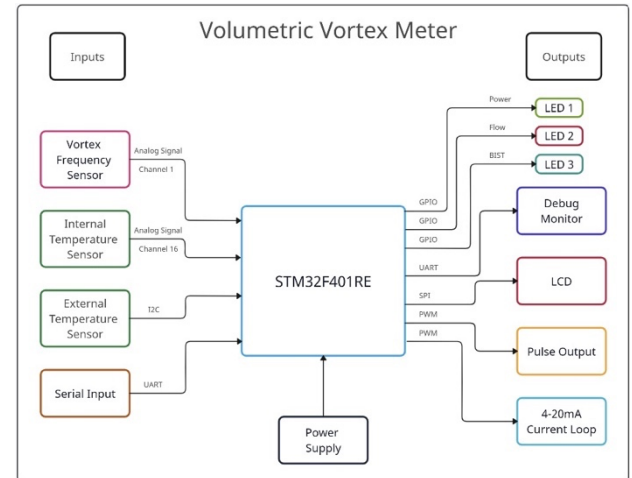 Volumetric Vortex Meter
Inputs
Outputs
Vortex
Frequency
Sensor
Analog Signal
Channel 1
Internal
Temperature
Sensor
Analog Signal
Channel 16
External
Temperature
Sensor
I2C
Serial Input
UART
STM32F401RE
Power
Supply
GPIO
Power
LED 1
GPIO
Flow
LED 2
GPIO
BIST
LED 3
UART
Debug
Monitor
SPI
LCD
PWM
Pulse Output
PWM
4-20mA
Current Loop